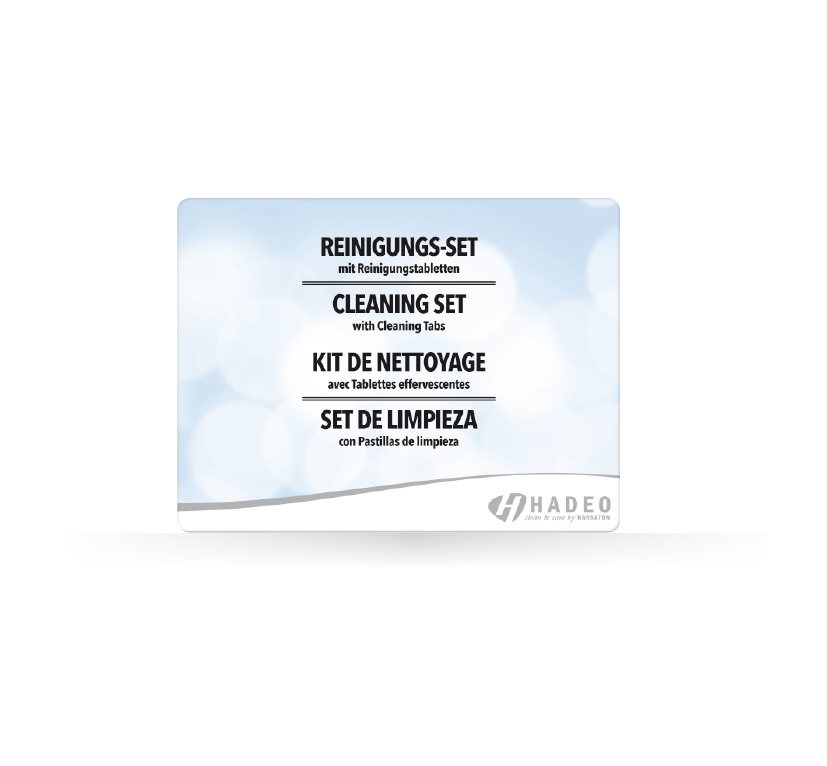 REINIGUNGS-SET
mit Reinigungstabletten
CLEANING SET
with Cleaning Tabs
KIT DE NETTOYAGE
avec Tablettes effervescentes
SET DE LIMPIEZA
con Pastillas de limpieza
HADEO
clean & care by HANSATON